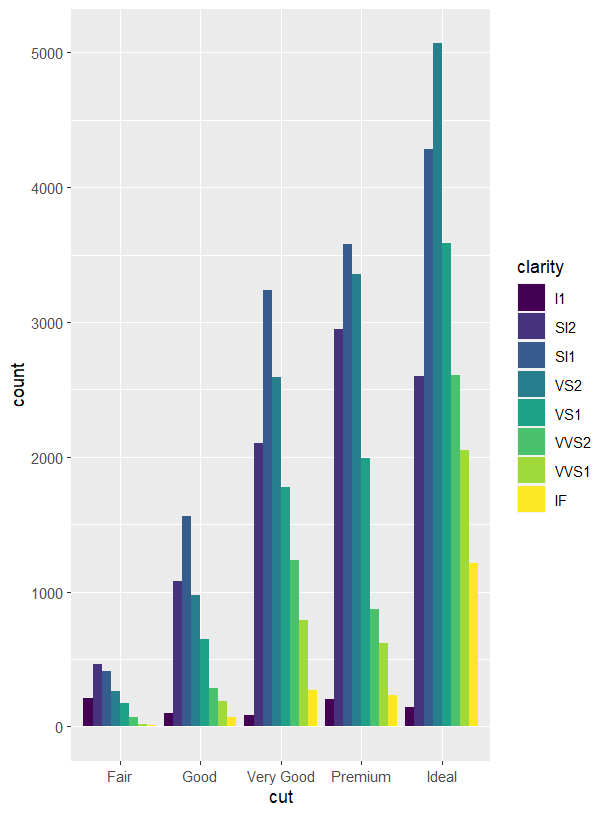 5000
4000
3000
2000
1000
0
count
Fair Good Very Good Premium Ideal
cut
clarity
I1
SI2
SI1
VS2
VS1
VVS2
VVS1
IF